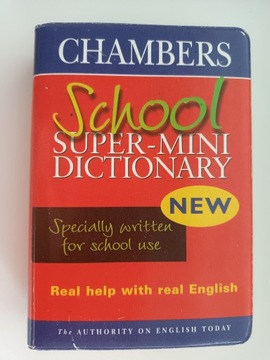 CHAMBERS
School
SUPER-MINI
DICTIONARY
NEW
Specially written
for school use
Real help with real English
The AUTHORITY ON ENGLISH TODAY